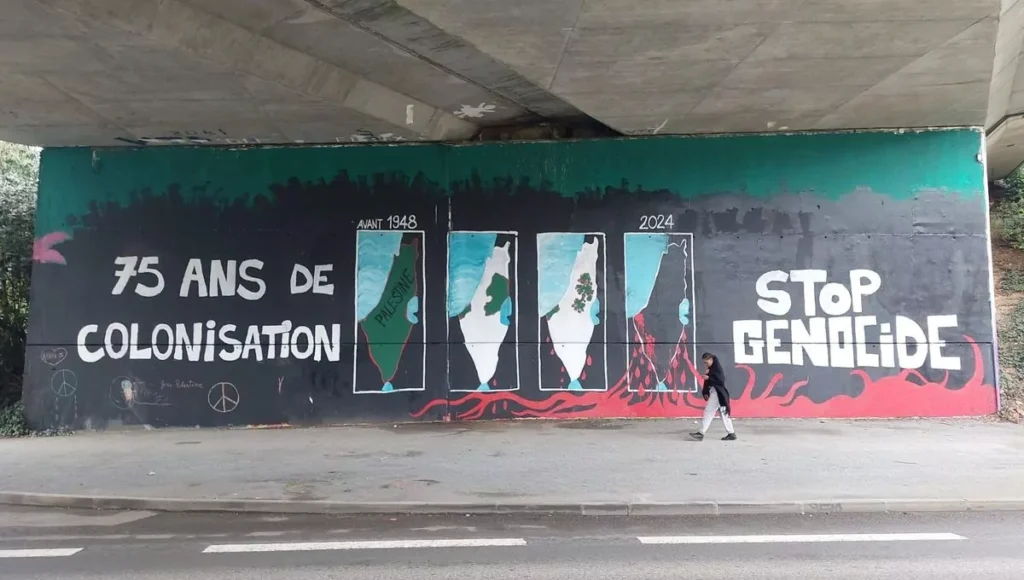 75 ANS DE
COLONISATION
AVANT 1948
PALESTINE
2024
STOP
GENOCIDE